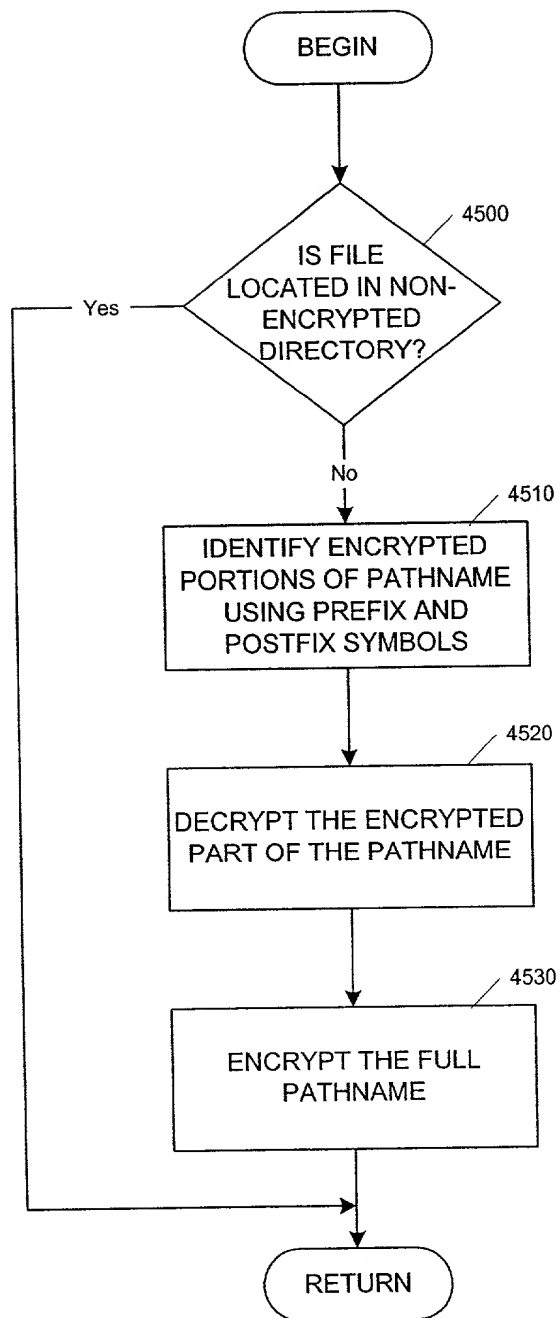 BEGIN
4500
IS FILE
LOCATED IN NON-
ENCRYPTED
DIRECTORY?
Yes
No
4510
IDENTIFY ENCRYPTED
PORTIONS OF PATHNAME
USING PREFIX AND
POSTFIX SYMBOLS
4520
DECRYPT THE ENCRYPTED
PART OF THE PATHNAME
4530
ENCRYPT THE FULL
PATHNAME
RETURN